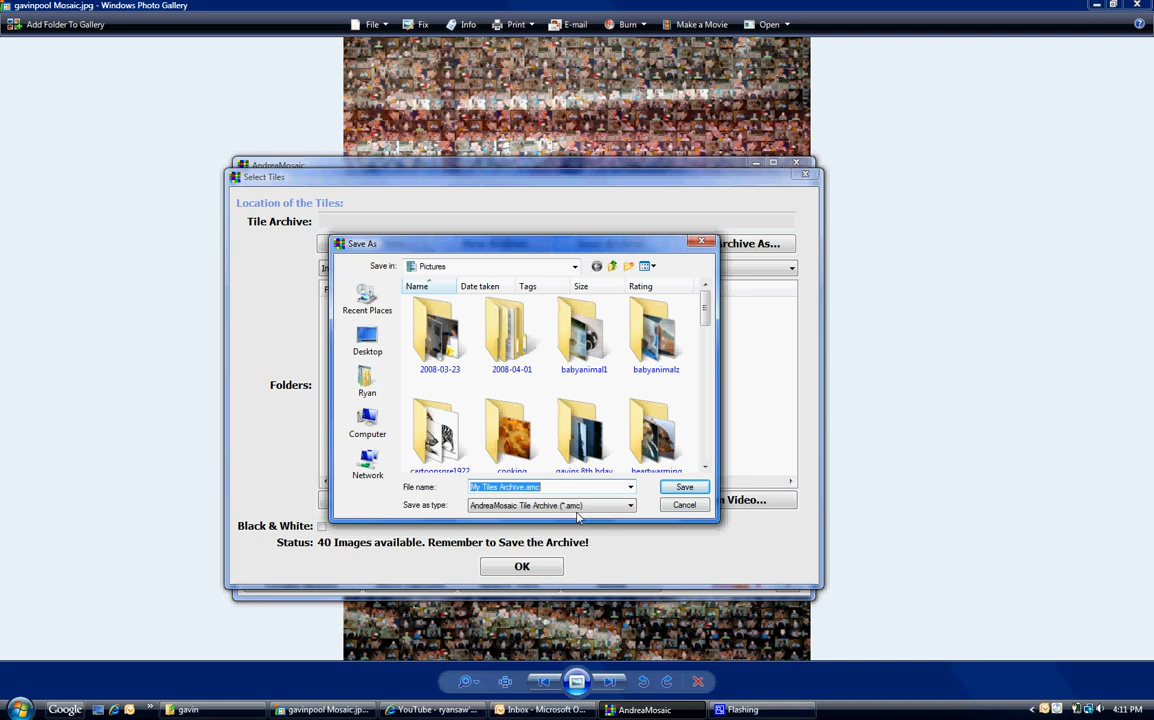 gavinpool Mosaic.jpg - Windows Photo Gallery
Add Folder To Gallery File Fix Info Print E-mail Burn Make a Movie Open
AndreaMosaic
Select Tiles
Location of the Tiles:
Tile Archive:
Archive As...
Save As
Save in: Pictures
Name Date taken Tags Size Rating
Recent Places
Desktop
Ryan
Computer
Network
2008-03-23 2008-04-01 babyanimal1 babyanimalz
cartoonspre1922 cooking gavins 8th bday heartwarming
Folders:
File name: My Tiles Archive.amc Save
Save as type: AndreaMosaic Tile Archive (*.amc) Cancel
Video...
Black & White:
Status: 40 Images available. Remember to Save the Archive!
OK
Google gavin gavinpool Mosaic.j... YouTube - ryansaw'... Inbox - Microsoft O... AndreaMosaic Flashing 4:11 PM